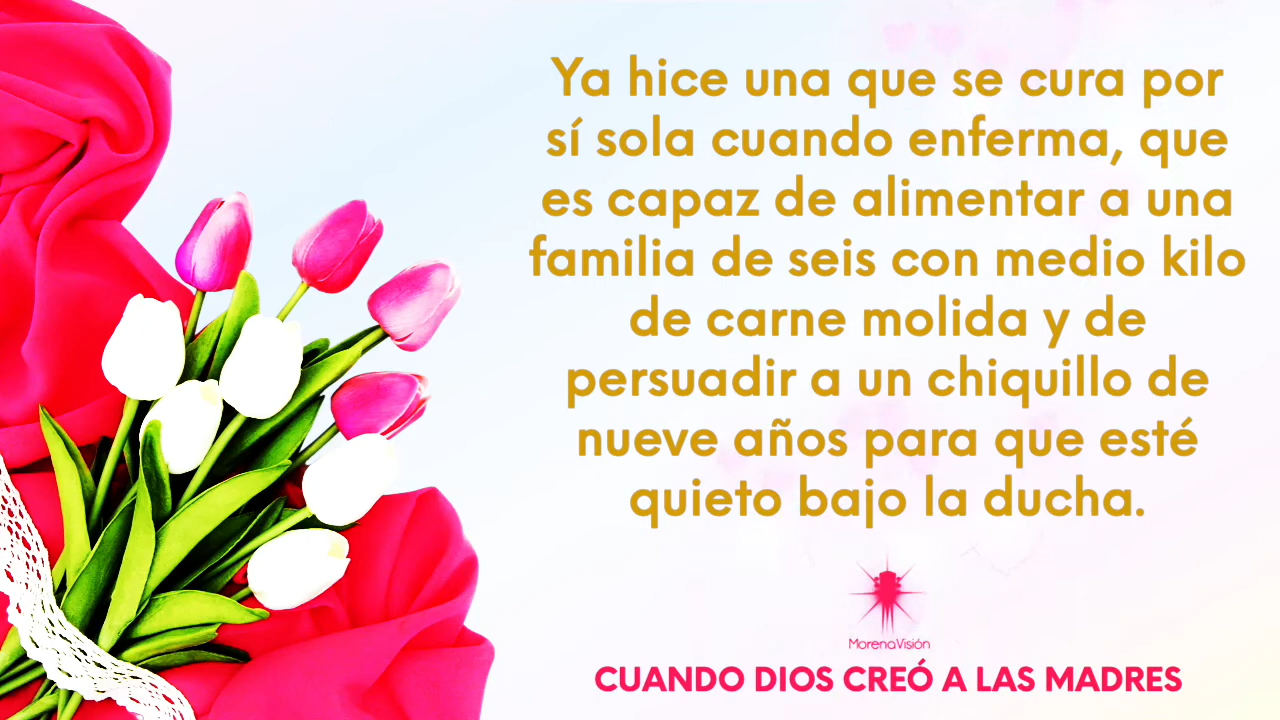 Ya hice una que se cura por
sí sola cuando enferma, que
es capaz de alimentar a una
familia de seis con medio kilo
de carne molida y de
persuadir a un chiquillo de
nueve años para que esté
quieto bajo la ducha.
MorenaVisión
CUANDO DIOS CREÓ A LAS MADRES